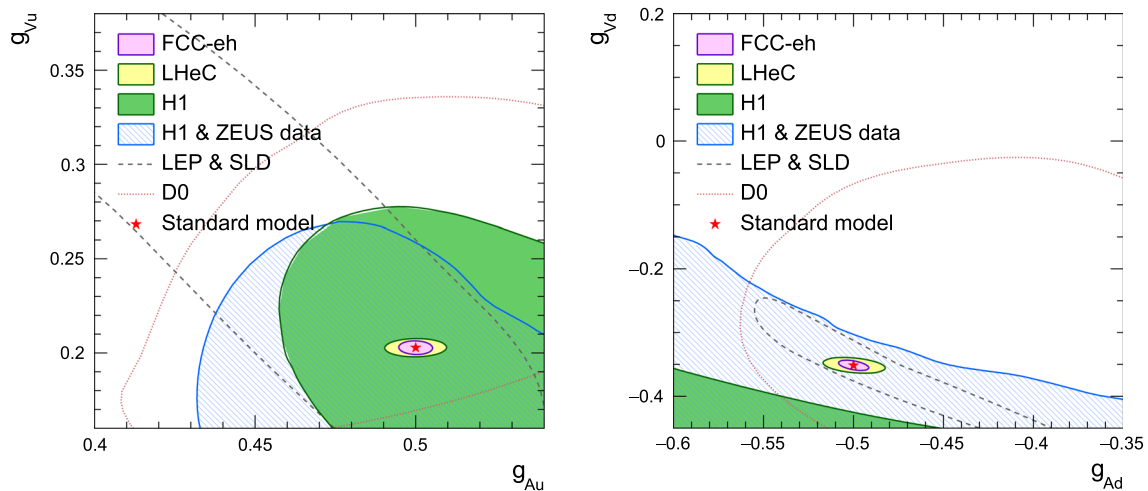 g_Vu
0.35
0.3
0.25
0.2
FCC-eh
LHeC
H1
H1 & ZEUS data
LEP & SLD
D0
Standard model
0.4
0.45
0.5
g_Au
g_Vd
0.2
0
−0.2
−0.4
FCC-eh
LHeC
H1
H1 & ZEUS data
LEP & SLD
D0
Standard model
−0.6
−0.55
−0.5
−0.45
−0.4
−0.35
g_Ad